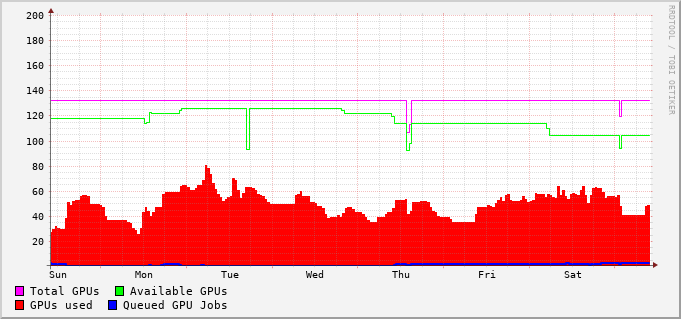 200
180
160
140
120
100
80
60
40
20
Sun Mon Tue Wed Thu Fri Sat
Total GPUs Available GPUs
GPUs used Queued GPU Jobs
RRDTOOL / TOBI OETIKER